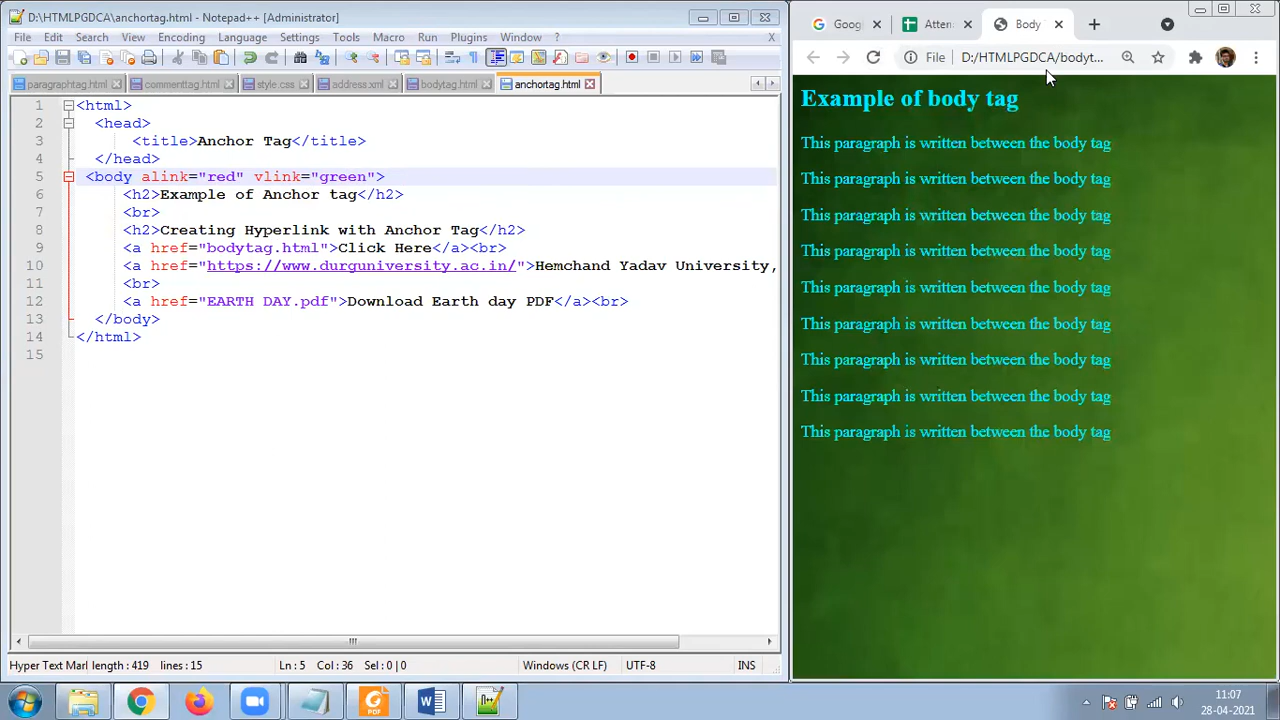 D:\HTMLPGDCA\anchortag.html - Notepad++ [Administrator]
File Edit Search View Encoding Language Settings Tools Macro Run Plugins Window ? X
paragraphtag.html commenttag.html style.css address.xml bodytag.html anchortag.html
1 <html>
2 <head>
3 <title>Anchor Tag</title>
4 </head>
5 <body alink="red" vlink="green">
6 <h2>Example of Anchor tag</h2>
7 <br>
8 <h2>Creating Hyperlink with Anchor Tag</h2>
9 <a href="bodytag.html">Click Here</a><br>
10 <a href="https://www.durguniversity.ac.in/">Hemchand Yadav University,
11 <br>
12 <a href="EARTH DAY.pdf">Download Earth day PDF</a><br>
13 </body>
14 </html>
15
Hyper Text Marl length : 419 lines : 15 Ln : 5 Col : 36 Sel : 0 | 0 Windows (CR LF) UTF-8 INS
Goog Atten Body
File D:/HTMLPGDCA/bodyt...
Example of body tag
This paragraph is written between the body tag
This paragraph is written between the body tag
This paragraph is written between the body tag
This paragraph is written between the body tag
This paragraph is written between the body tag
This paragraph is written between the body tag
This paragraph is written between the body tag
This paragraph is written between the body tag
This paragraph is written between the body tag
11:07
28-04-2021